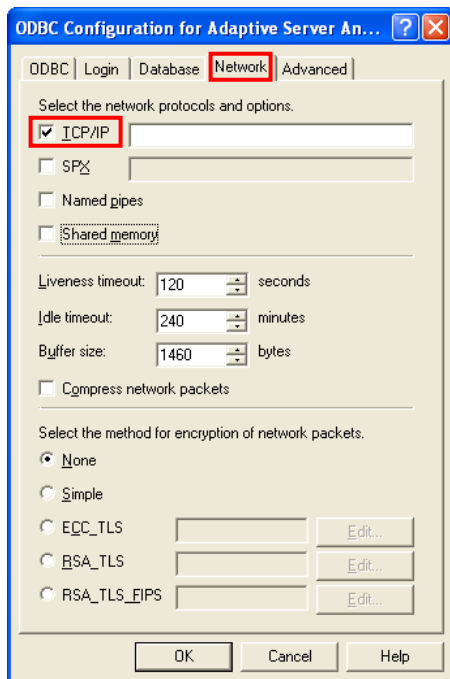 ODBC Configuration for Adaptive Server An...
ODBC Login Database Network Advanced
Select the network protocols and options.
TCP/IP
SPX
Named pipes
Shared memory
Liveness timeout: 120 seconds
Idle timeout: 240 minutes
Buffer size: 1460 bytes
Compress network packets
Select the method for encryption of network packets.
None
Simple
ECC_TLS Edit...
RSA_TLS Edit...
RSA_TLS_FIPS Edit...
OK Cancel Help